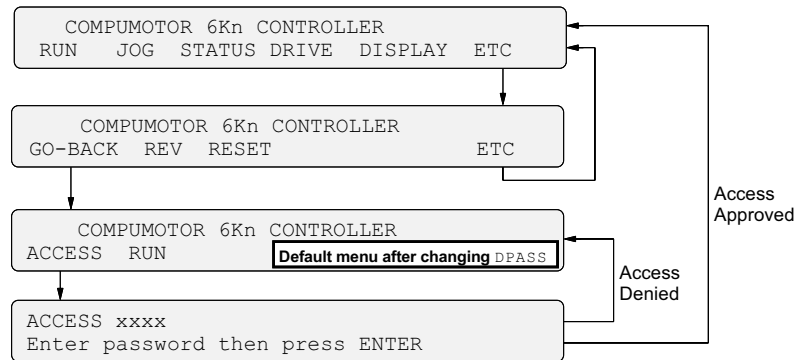 COMPUMOTOR 6Kn CONTROLLER
RUN JOG STATUS DRIVE DISPLAY ETC
COMPUMOTOR 6Kn CONTROLLER
GO-BACK REV RESET ETC
Access
Approved
COMPUMOTOR 6Kn CONTROLLER
ACCESS RUN
Default menu after changing DPASS
Access
Denied
ACCESS xxxx
Enter password then press ENTER